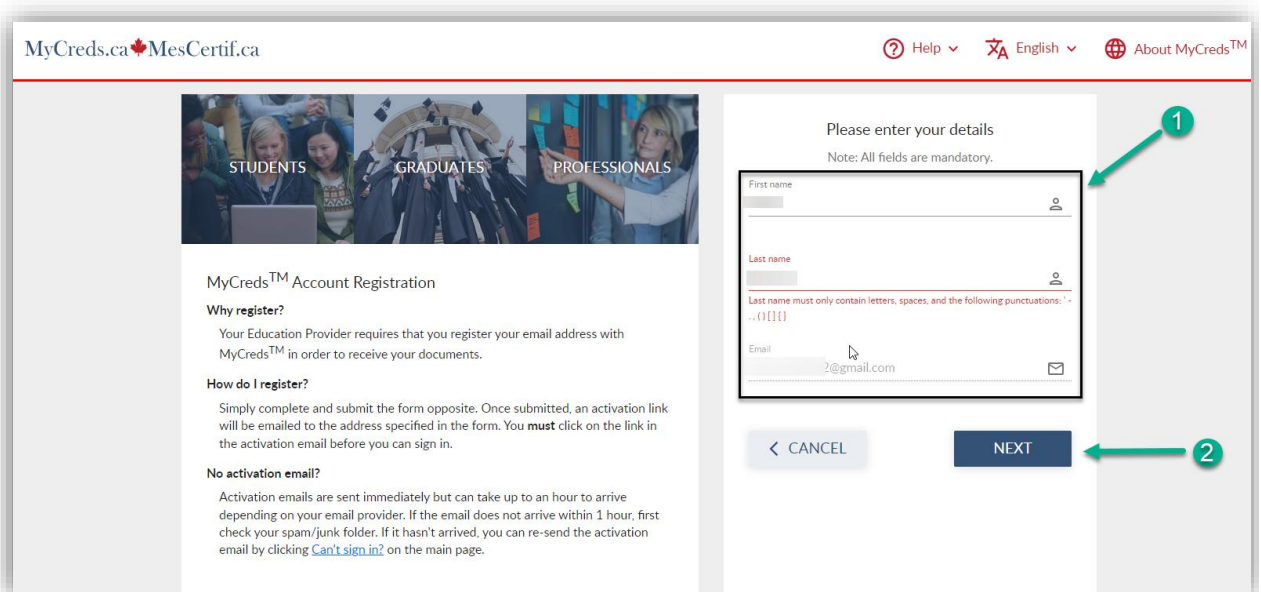 MyCreds.ca MesCertif.ca
Help
English
About MyCreds™
STUDENTS
GRADUATES
PROFESSIONALS
MyCreds™ Account Registration
Why register?
Your Education Provider requires that you register your email address with
MyCreds™ in order to receive your documents.
How do I register?
Simply complete and submit the form opposite. Once submitted, an activation link
will be emailed to the address specified in the form. You must click on the link in
the activation email before you can sign in.
No activation email?
Activation emails are sent immediately but can take up to an hour to arrive
depending on your email provider. If the email does not arrive within 1 hour, first
check your spam/junk folder. If it hasn't arrived, you can re-send the activation
email by clicking Can't sign in? on the main page.
Please enter your details
Note: All fields are mandatory.
1
First name
Last name
Last name must only contain letters, spaces, and the following punctuations: ' -
. , ( ) [ ] { }
Email
2@gmail.com
CANCEL
NEXT
2